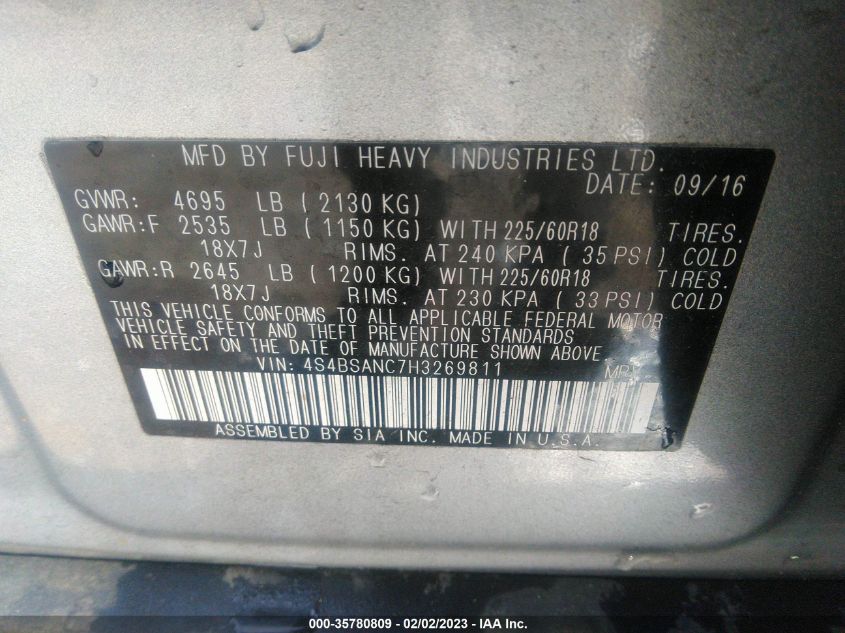 MFD BY FUJI HEAVY INDUSTRIES LTD.
DATE: 09/16
GVWR: 4695 LB ( 2130 KG)
GAWR:F 2535 LB ( 1150 KG) WITH 225/60R18 TIRES.
18X7J RIMS. AT 240 KPA ( 35 PSI) COLD
GAWR:R 2645 LB ( 1200 KG) WITH 225/60R18 TIRES.
18X7J RIMS. AT 230 KPA ( 33 PSI) COLD
THIS VEHICLE CONFORMS TO ALL APPLICABLE FEDERAL MOTOR
VEHICLE SAFETY AND THEFT PREVENTION STANDARDS
IN EFFECT ON THE DATE OF MANUFACTURE SHOWN ABOVE.
VIN: 4S4BSANC7H3269811
ASSEMBLED BY SIA INC. MADE IN U.S.A.
000-35780809 - 02/02/2023 - IAA Inc.